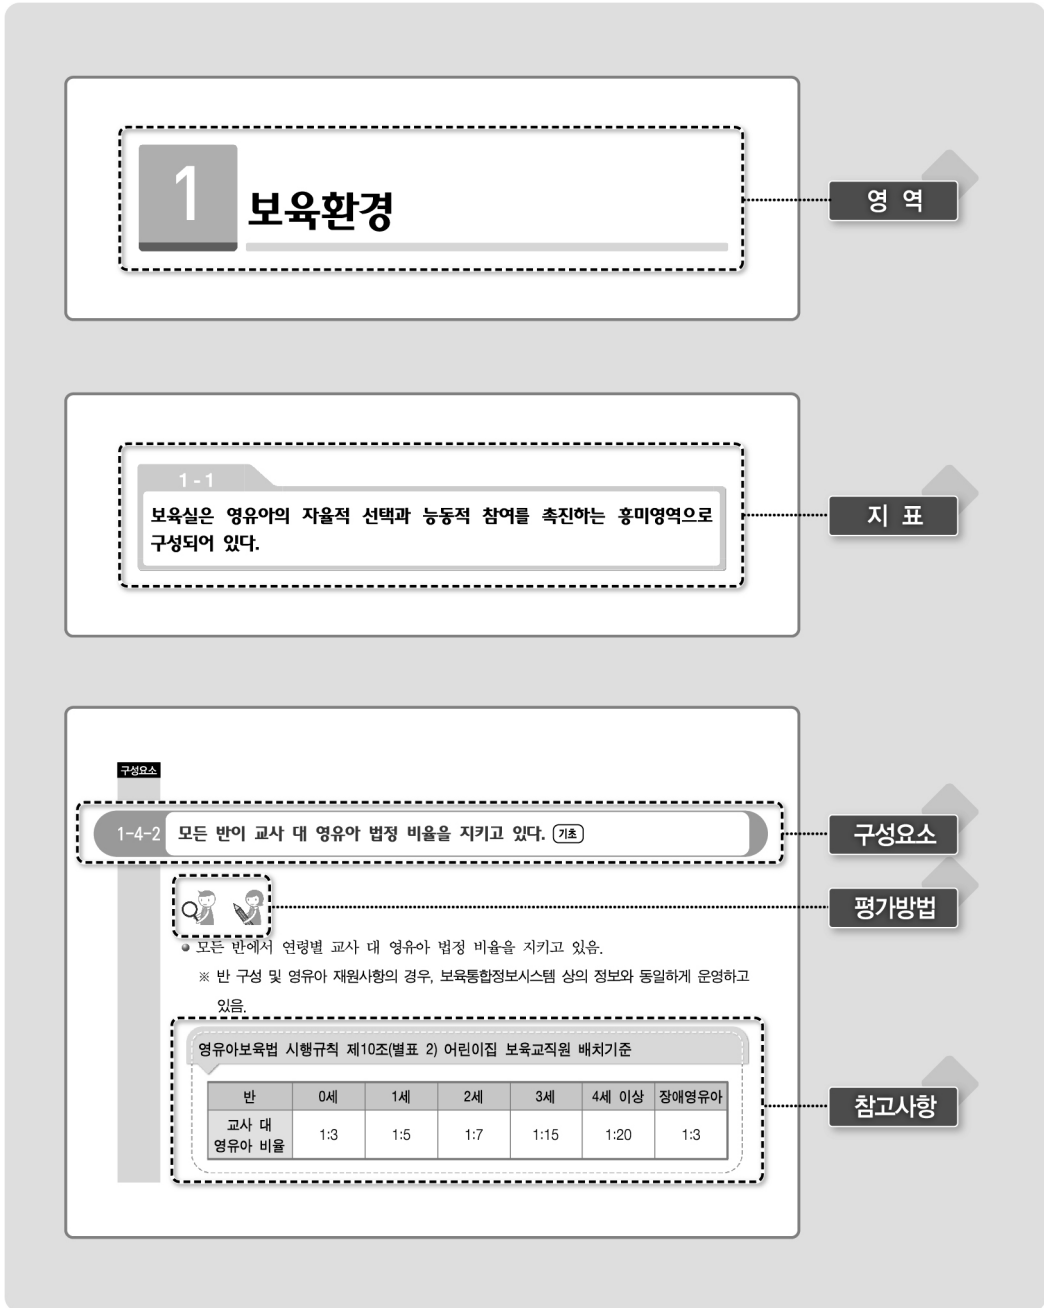 1
보육환경
영 역
1-1
보육실은 영유아의 자율적 선택과 능동적 참여를 촉진하는 흥미영역으로
구성되어 있다.
지 표
구성요소
1-4-2 모든 반이 교사 대 영유아 법정 비율을 지키고 있다. 기초
구성요소
평가방법
모든 반에서 연령별 교사 대 영유아 법정 비율을 지키고 있음.
※ 반 구성 및 영유아 재원사항의 경우, 보육통합정보시스템 상의 정보와 동일하게 운영하고
있음.
영유아보육법 시행규칙 제10조(별표 2) 어린이집 보육교직원 배치기준
반 0세 1세 2세 3세 4세 이상 장애영유아
교사 대
영유아 비율 1:3 1:5 1:7 1:15 1:20 1:3
참고사항